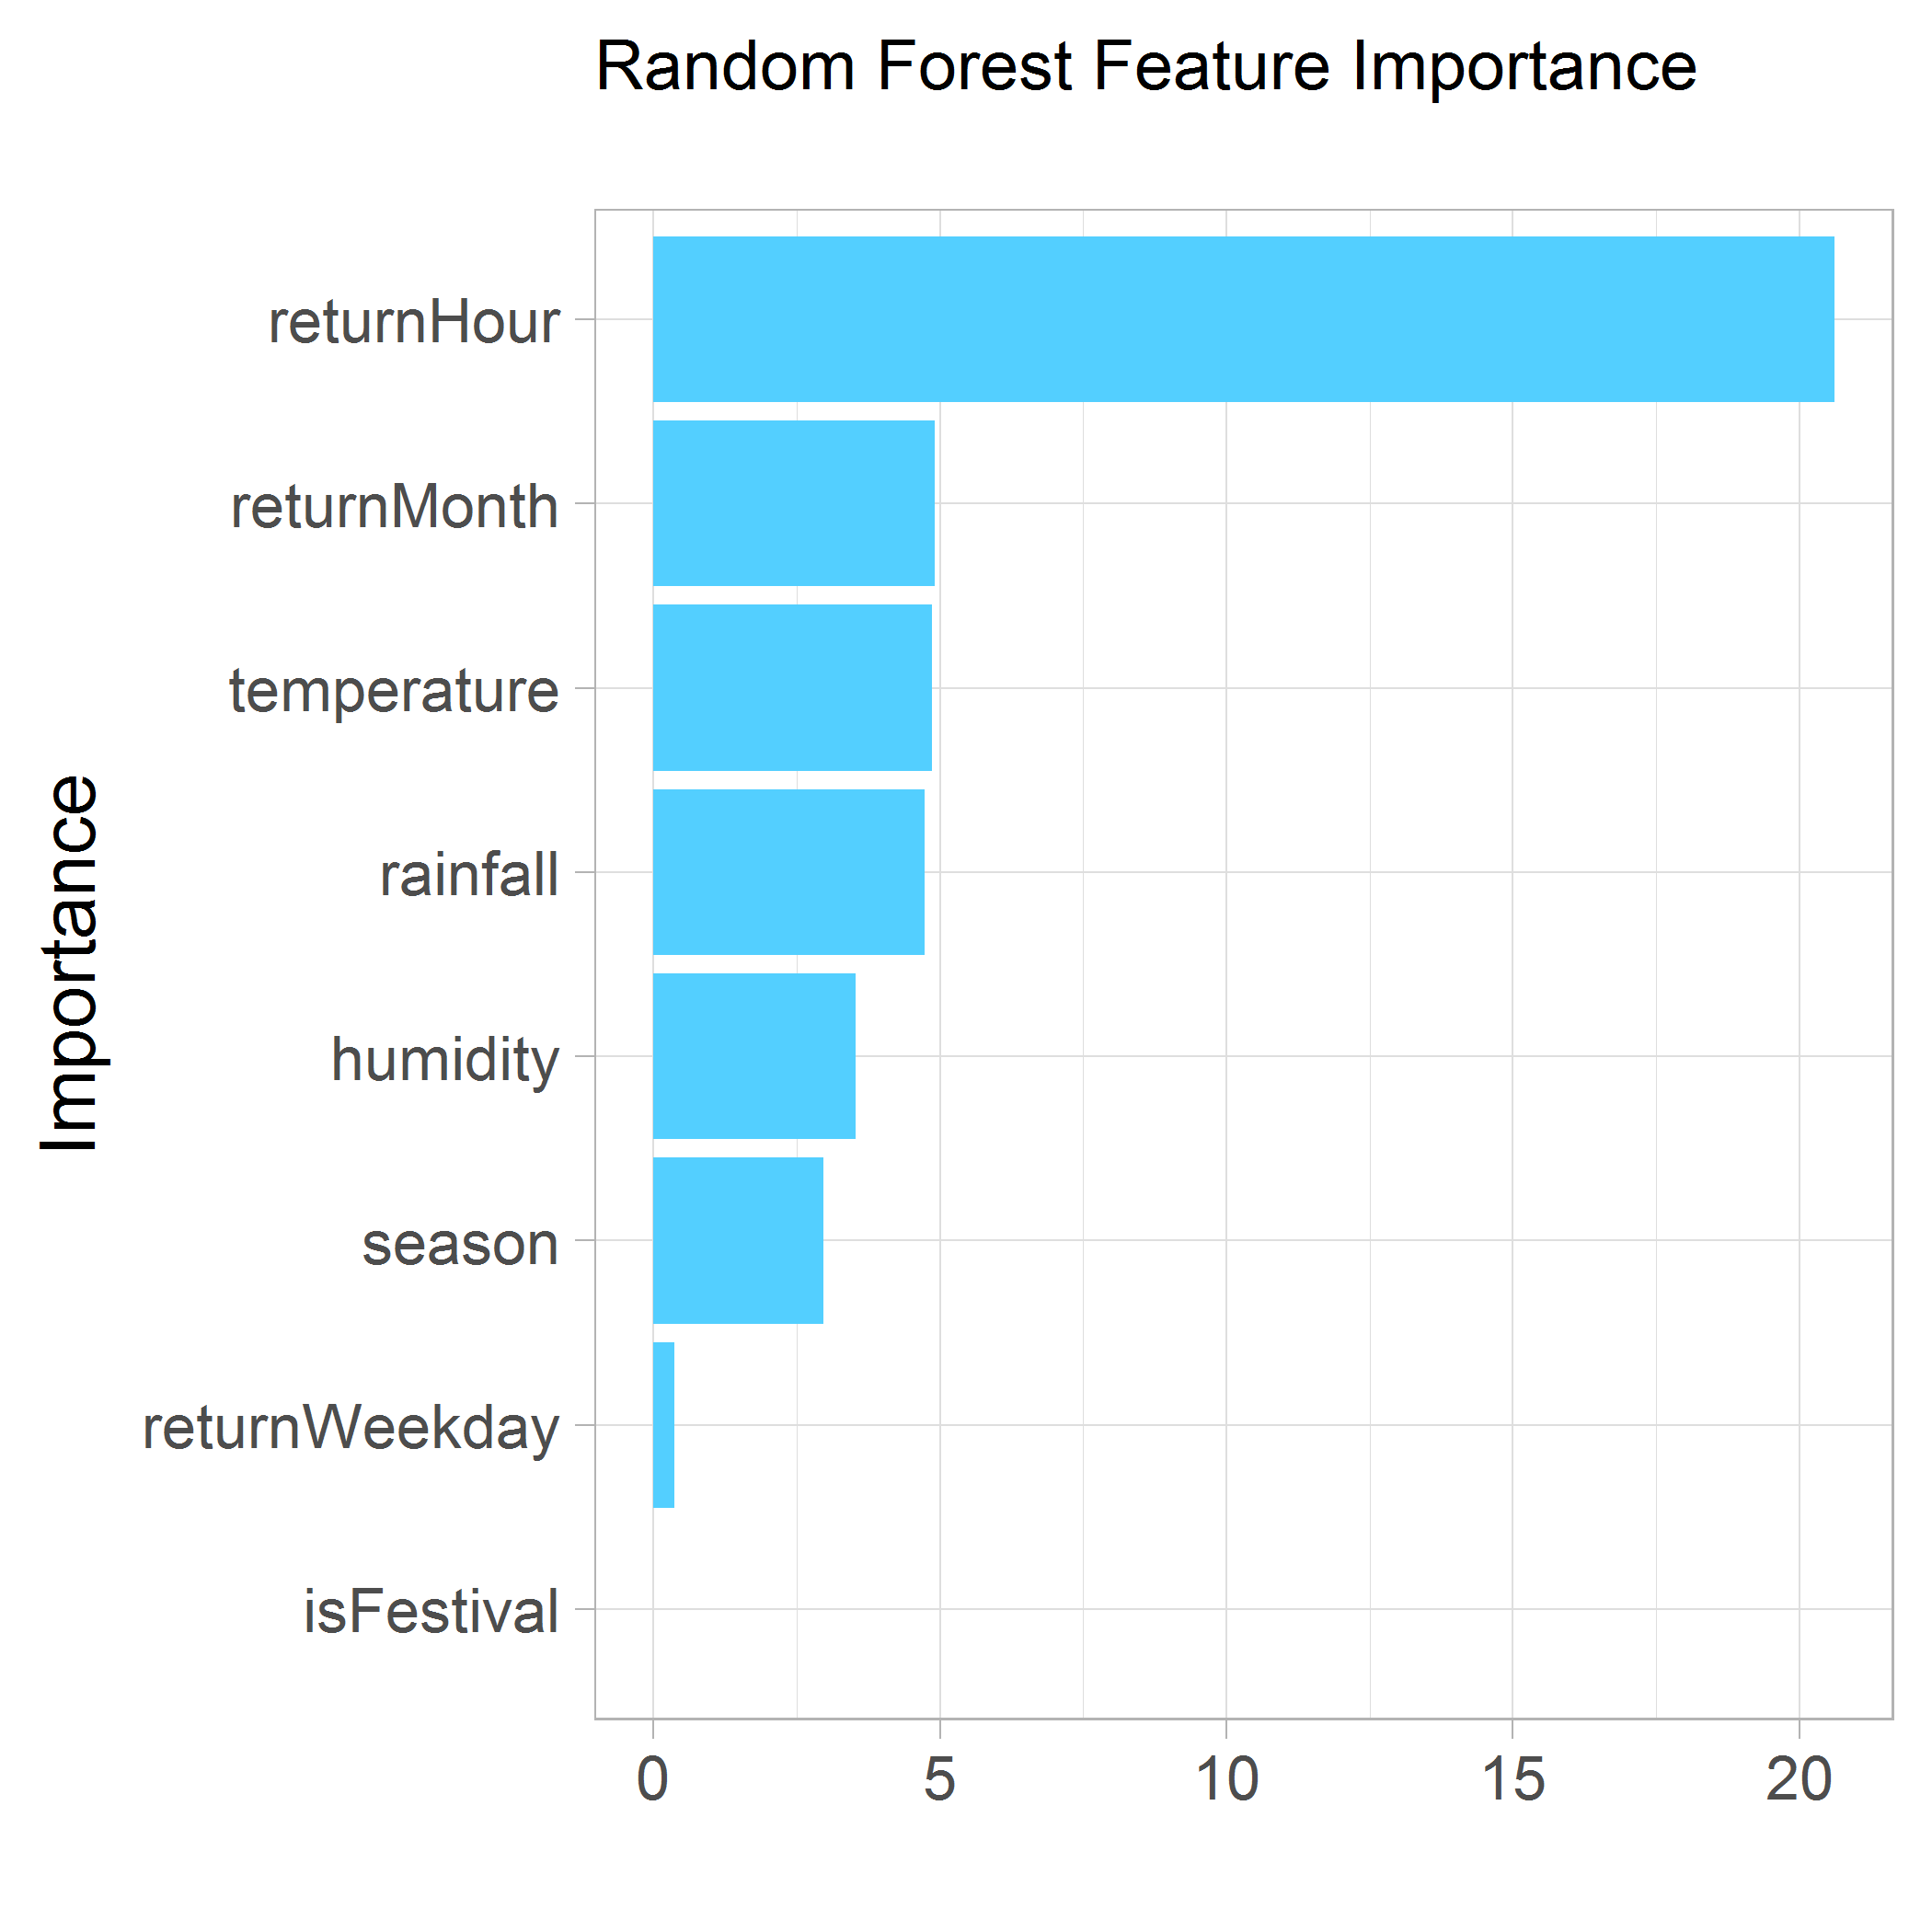 Random Forest Feature Importance
Importance
returnHour
returnMonth
temperature
rainfall
humidity
season
returnWeekday
isFestival
0 5 10 15 20